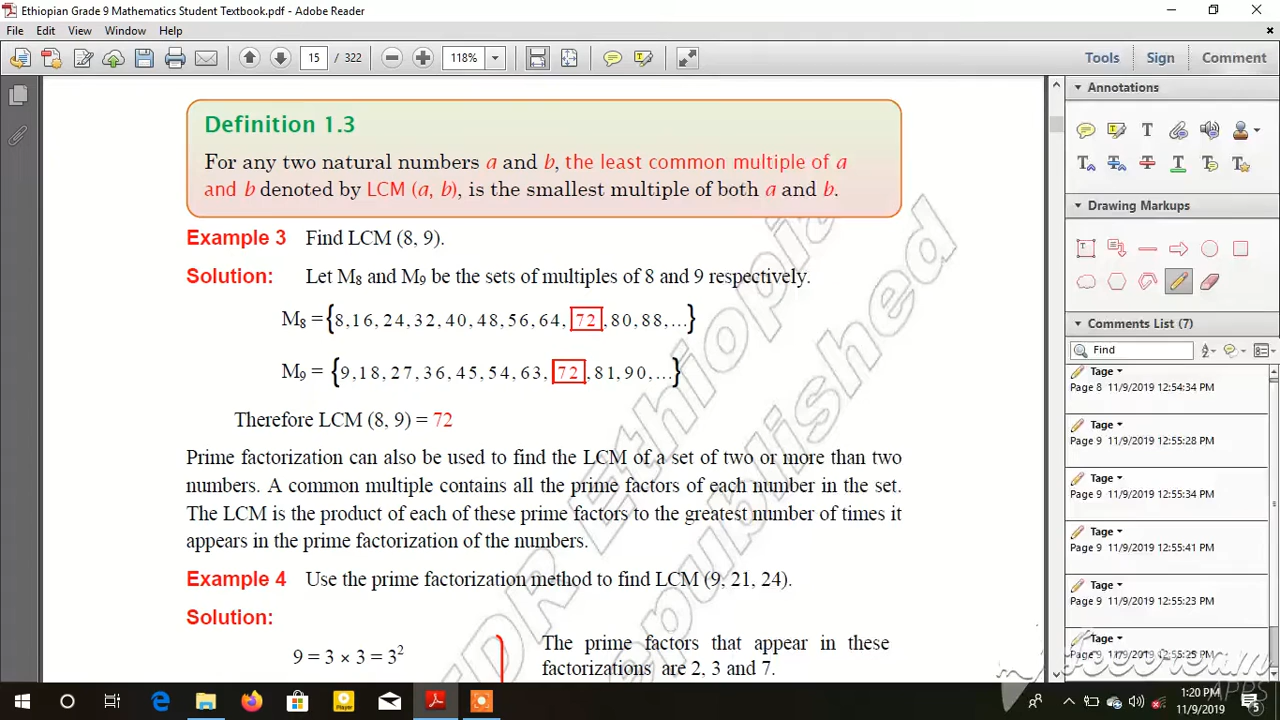 Ethiopian Grade 9 Mathematics Student Textbook.pdf - Adobe Reader
File Edit View Window Help
15 / 322 118% Tools Sign Comment
Definition 1.3
For any two natural numbers a and b, the least common multiple of a
and b denoted by LCM (a, b), is the smallest multiple of both a and b.
Example 3 Find LCM (8, 9).
Solution: Let M8 and M9 be the sets of multiples of 8 and 9 respectively.
M8 ={8,16,24,32,40,48,56,64,72,80,88,...}
M9 = {9,18,27,36,45,54,63,72,81,90,...}
Therefore LCM (8, 9) = 72
Prime factorization can also be used to find the LCM of a set of two or more than two
numbers. A common multiple contains all the prime factors of each number in the set.
The LCM is the product of each of these prime factors to the greatest number of times it
appears in the prime factorization of the numbers.
Example 4 Use the prime factorization method to find LCM (9, 21, 24).
Solution:
9 = 3 × 3 = 3²
The prime factors that appear in these
factorizations are 2, 3 and 7.
Annotations
Drawing Markups
Comments List (7)
Find
Tage
Page 8 11/9/2019 12:54:34 PM
Tage
Page 9 11/9/2019 12:55:28 PM
Tage
Page 9 11/9/2019 12:55:34 PM
Tage
Page 9 11/9/2019 12:55:41 PM
Tage
Page 9 11/9/2019 12:55:23 PM
Tage
Page 9 11/9/2019 12:55:25 PM
Icecream
APPS
1:20 PM
11/9/2019
5
Player